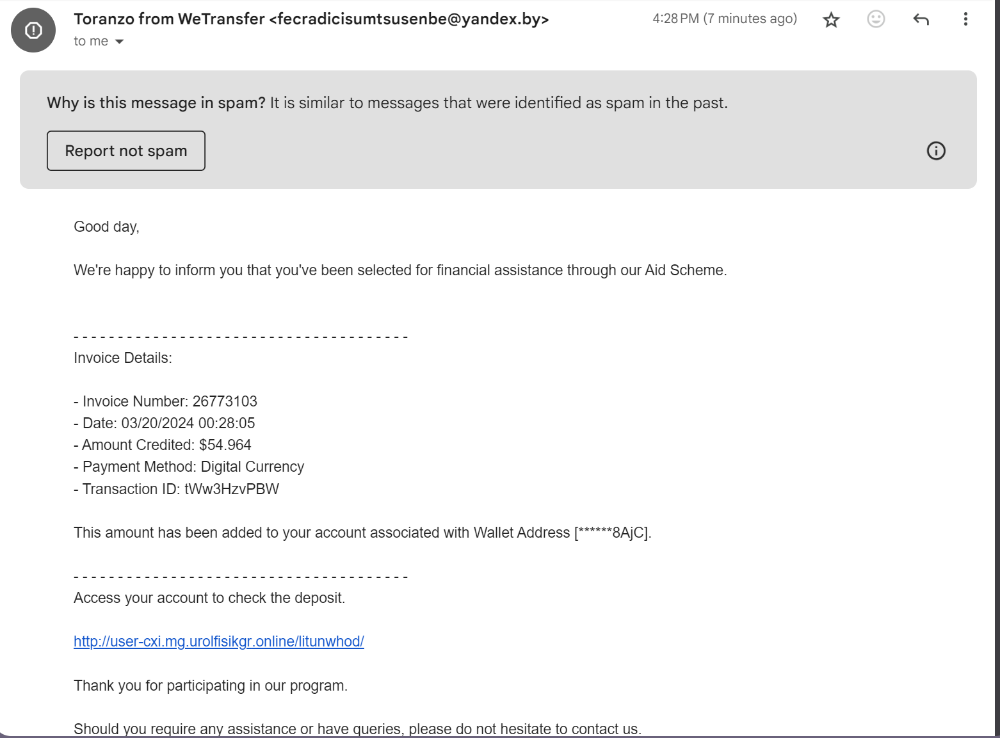 Toranzo from WeTransfer <fecradicisumtsusenbe@yandex.by>
4:28 PM (7 minutes ago)
to me
Why is this message in spam? It is similar to messages that were identified as spam in the past.
Report not spam
Good day,
We're happy to inform you that you've been selected for financial assistance through our Aid Scheme.
- - - - - - - - - - - - - - - - - - - - - - - - - - - - - - - - - - - - - -
Invoice Details:
- Invoice Number: 26773103
- Date: 03/20/2024 00:28:05
- Amount Credited: $54.964
- Payment Method: Digital Currency
- Transaction ID: tWw3HzvPBW
This amount has been added to your account associated with Wallet Address [******8AjC].
- - - - - - - - - - - - - - - - - - - - - - - - - - - - - - - - - - - - - -
Access your account to check the deposit.
http://user-cxi.mg.urolfisikgr.online/litunwhod/
Thank you for participating in our program.
Should you require any assistance or have queries, please do not hesitate to contact us.